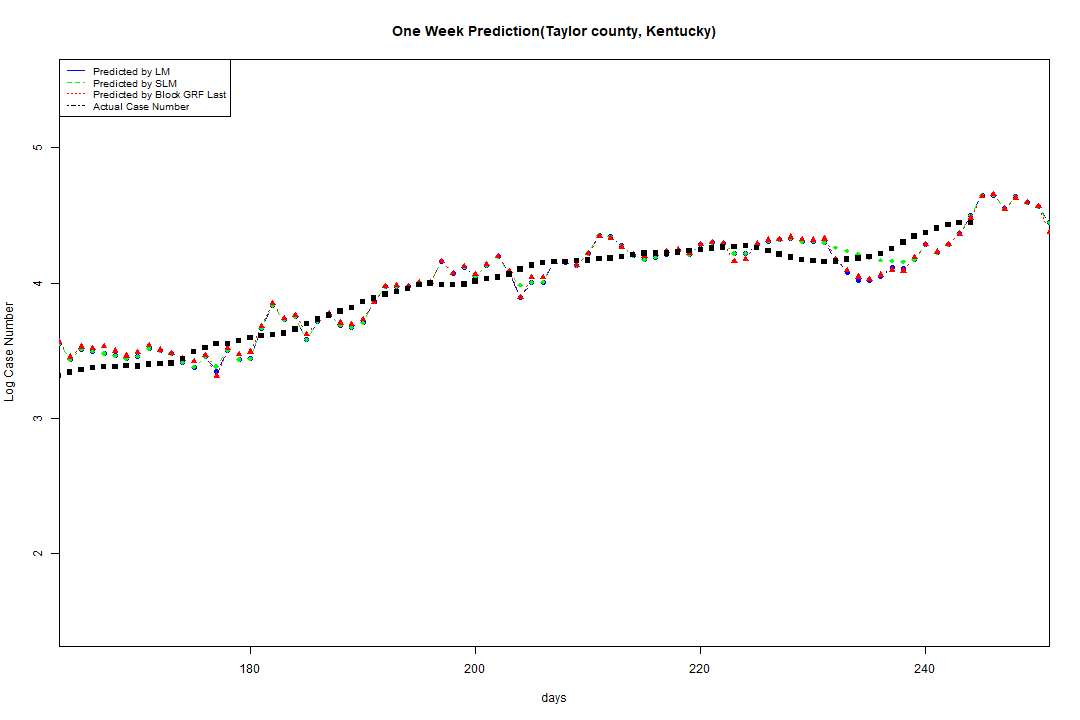 One Week Prediction(Taylor county, Kentucky)
Predicted by LM
Predicted by SLM
Predicted by Block GRF Last
Actual Case Number
5
4
3
2
Log Case Number
180 200 220 240
days